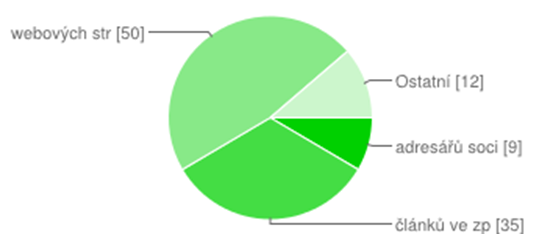 webových str [50]
Ostatní [12]
adresářů soci [9]
článků ve zp [35]